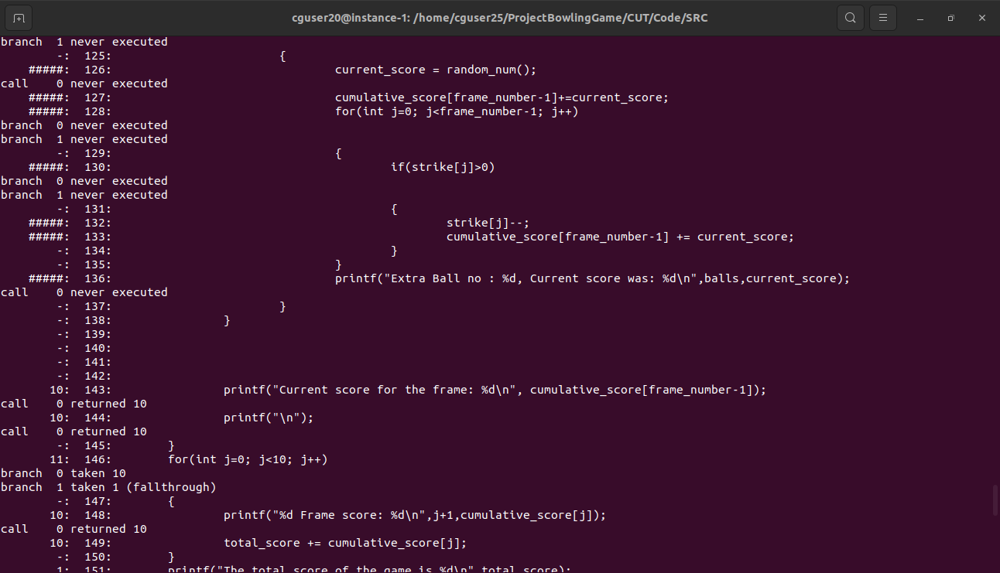 cguser20@instance-1: /home/cguser25/ProjectBowlingGame/CUT/Code/SRC
branch  1 never executed
        -:  125:                        {
    #####:  126:                                current_score = random_num();
call    0 never executed
    #####:  127:                                cumulative_score[frame_number-1]+=current_score;
    #####:  128:                                for(int j=0; j<frame_number-1; j++)
branch  0 never executed
branch  1 never executed
        -:  129:                                {
    #####:  130:                                        if(strike[j]>0)
branch  0 never executed
branch  1 never executed
        -:  131:                                        {
    #####:  132:                                                strike[j]--;
    #####:  133:                                                cumulative_score[frame_number-1] += current_score;
        -:  134:                                        }
        -:  135:                                }
    #####:  136:                                printf("Extra Ball no : %d, Current score was: %d\n",balls,current_score);
call    0 never executed
        -:  137:                        }
        -:  138:                }
        -:  139:
        -:  140:
        -:  141:
        -:  142:
       10:  143:                printf("Current score for the frame: %d\n", cumulative_score[frame_number-1]);
call    0 returned 10
       10:  144:                printf("\n");
call    0 returned 10
        -:  145:        }
       11:  146:        for(int j=0; j<10; j++)
branch  0 taken 10
branch  1 taken 1 (fallthrough)
        -:  147:        {
       10:  148:                printf("%d Frame score: %d\n",j+1,cumulative_score[j]);
call    0 returned 10
       10:  149:                total_score += cumulative_score[j];
        -:  150:        }
        1:  151:        printf("The total score of the game is %d\n",total_score);